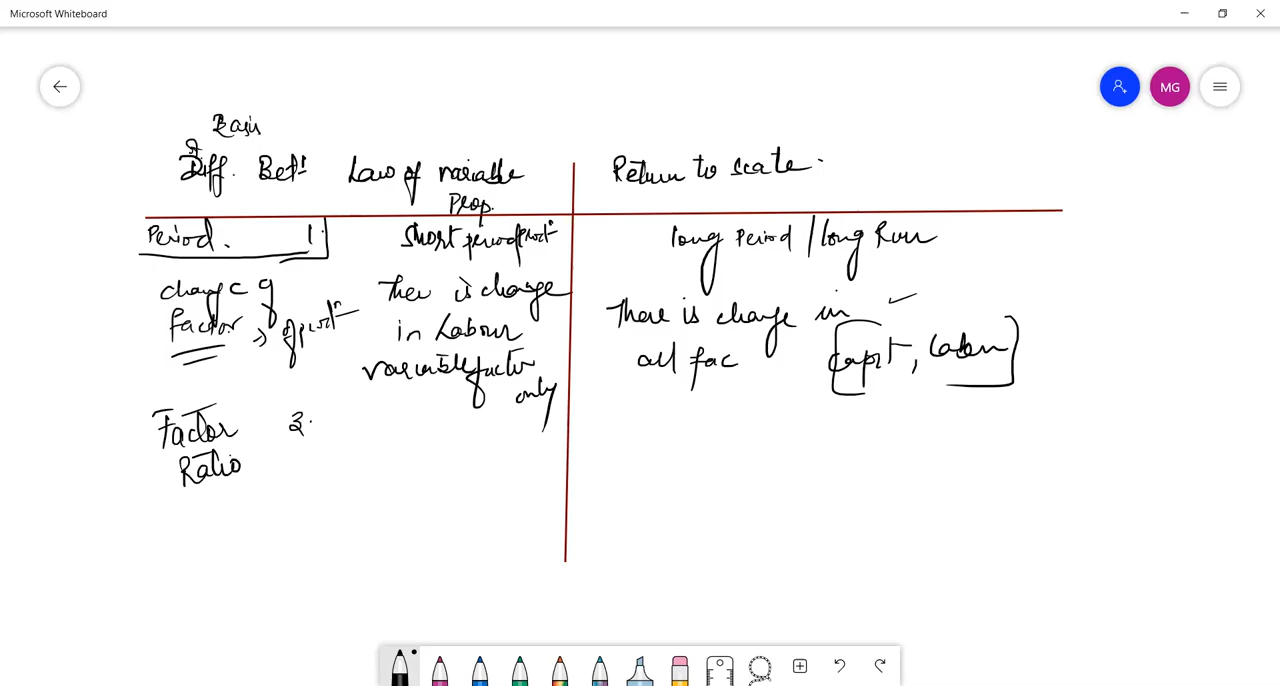 Microsoft Whiteboard
MG
Basis
of
Diff. Betn Law of variable
Prop.
Return to scale
Period. 1.
Short period
Long Period / Long Run
Change of
factor
There is change
in Labour
variable factor
only
There is change in
all fac
(Capit, Labour)
Factor 3.
Ratio